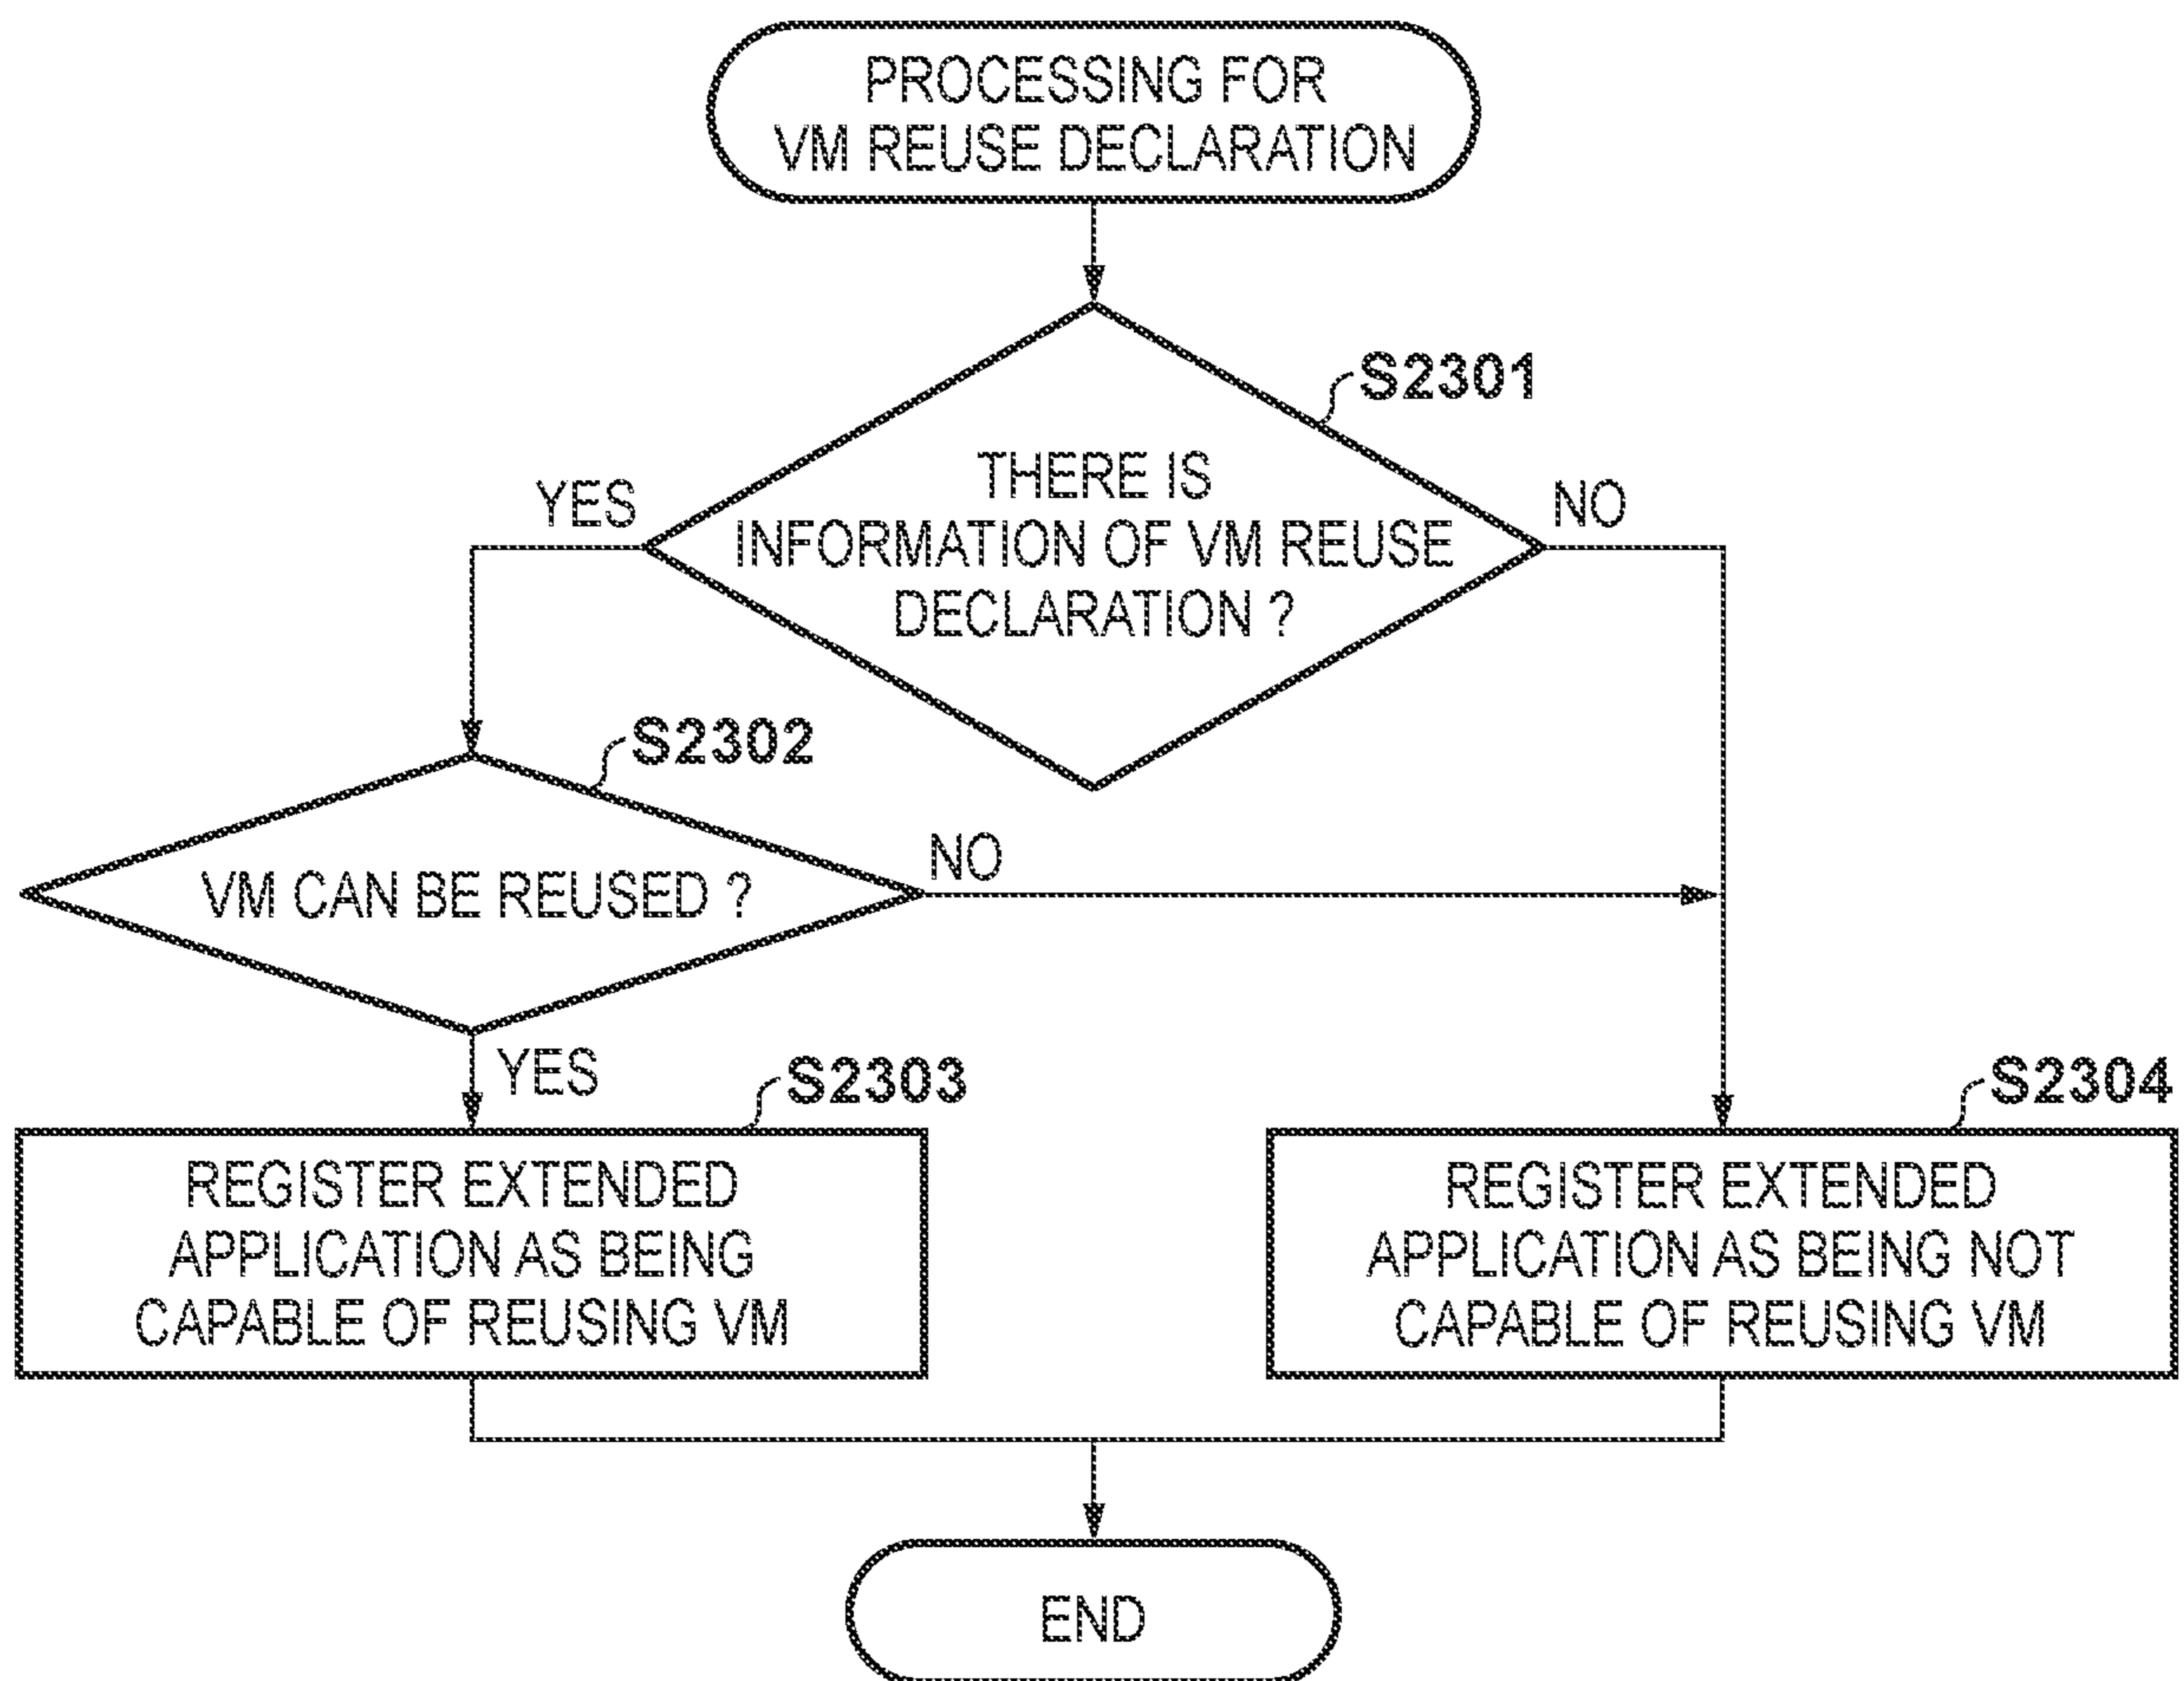 PROCESSING FOR
VM REUSE DECLARATION
S2301
THERE IS
INFORMATION OF VM REUSE
DECLARATION ?
YES
NO
S2302
VM CAN BE REUSED ?
NO
YES
S2303
REGISTER EXTENDED
APPLICATION AS BEING
CAPABLE OF REUSING VM
S2304
REGISTER EXTENDED
APPLICATION AS BEING NOT
CAPABLE OF REUSING VM
END